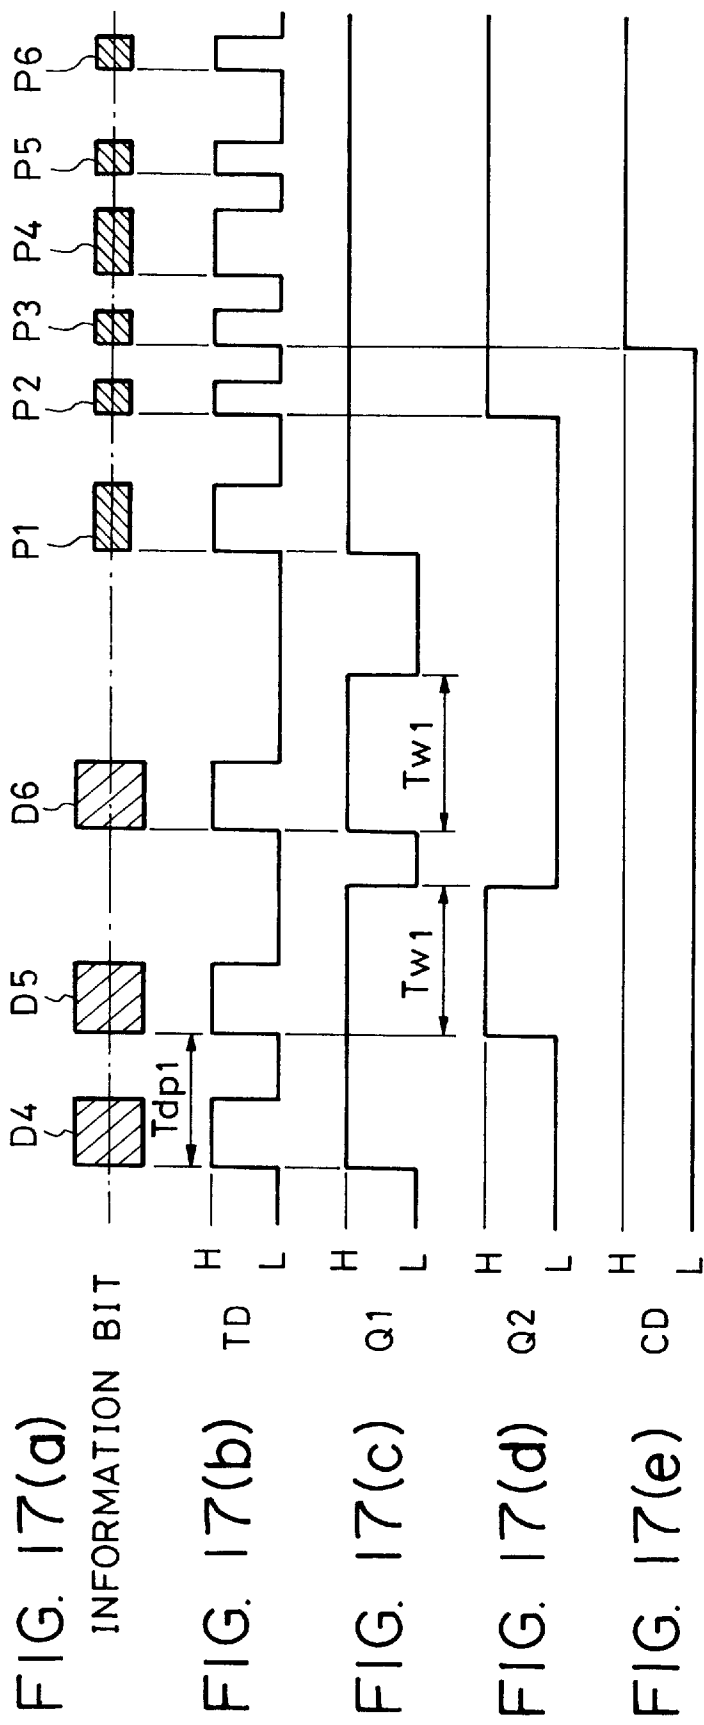 FIG. 17(a)
INFORMATION BIT
D4 D5 D6 P1 P2 P3 P4 P5 P6
Tdp1
FIG. 17(b)
TD
H
L
FIG. 17(c)
Q1
H
L
Tw1 Tw1
FIG. 17(d)
Q2
H
L
FIG. 17(e)
CD
H
L